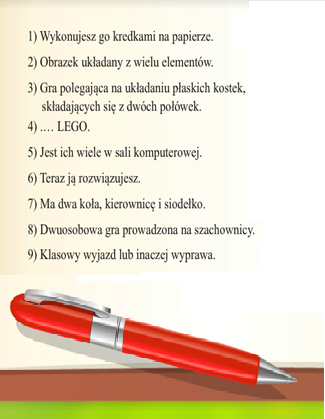 1) Wykonujesz go kredkami na papierze.
2) Obrazek układany z wielu elementów.
3) Gra polegająca na układaniu płaskich kostek,
składających się z dwóch połówek.
4) .… LEGO.
5) Jest ich wiele w sali komputerowej.
6) Teraz ją rozwiązujesz.
7) Ma dwa koła, kierownicę i siodełko.
8) Dwuosobowa gra prowadzona na szachownicy.
9) Klasowy wyjazd lub inaczej wyprawa.